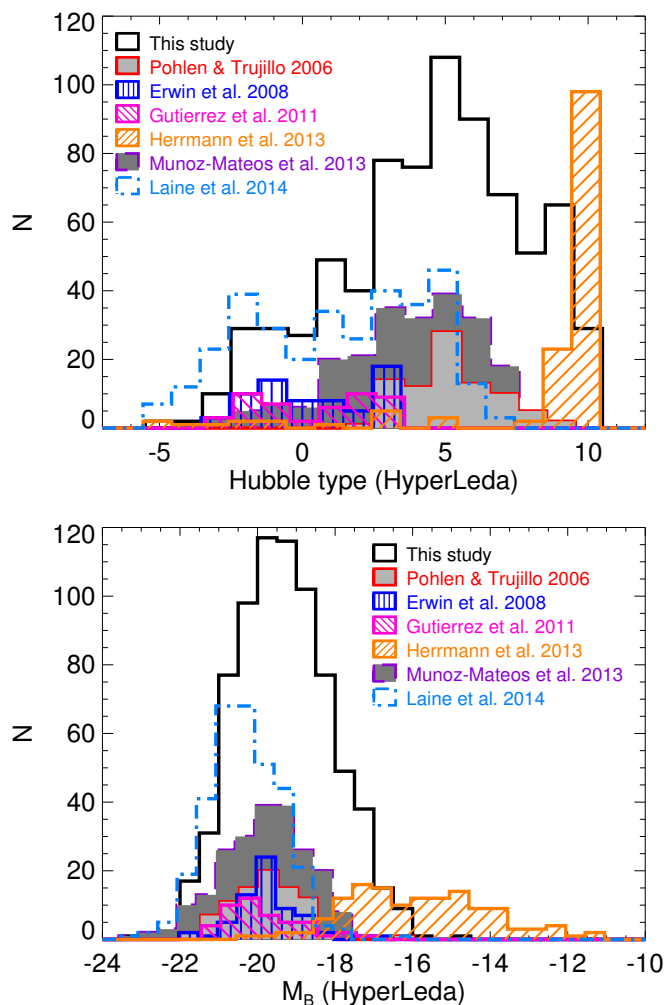 120
100
80
60
40
20
0
N
This study
Pohlen & Trujillo 2006
Erwin et al. 2008
Gutierrez et al. 2011
Herrmann et al. 2013
Munoz-Mateos et al. 2013
Laine et al. 2014
-5 0 5 10
Hubble type (HyperLeda)
120
100
80
60
40
20
0
N
This study
Pohlen & Trujillo 2006
Erwin et al. 2008
Gutierrez et al. 2011
Herrmann et al. 2013
Munoz-Mateos et al. 2013
Laine et al. 2014
-24 -22 -20 -18 -16 -14 -12 -10
M_B (HyperLeda)